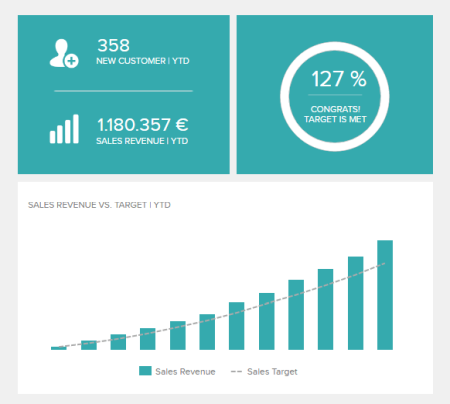 358
NEW CUSTOMER | YTD
1.180.357 €
SALES REVENUE | YTD
127 %
CONGRATS!
TARGET IS MET
SALES REVENUE VS. TARGET | YTD
Sales Revenue
Sales Target